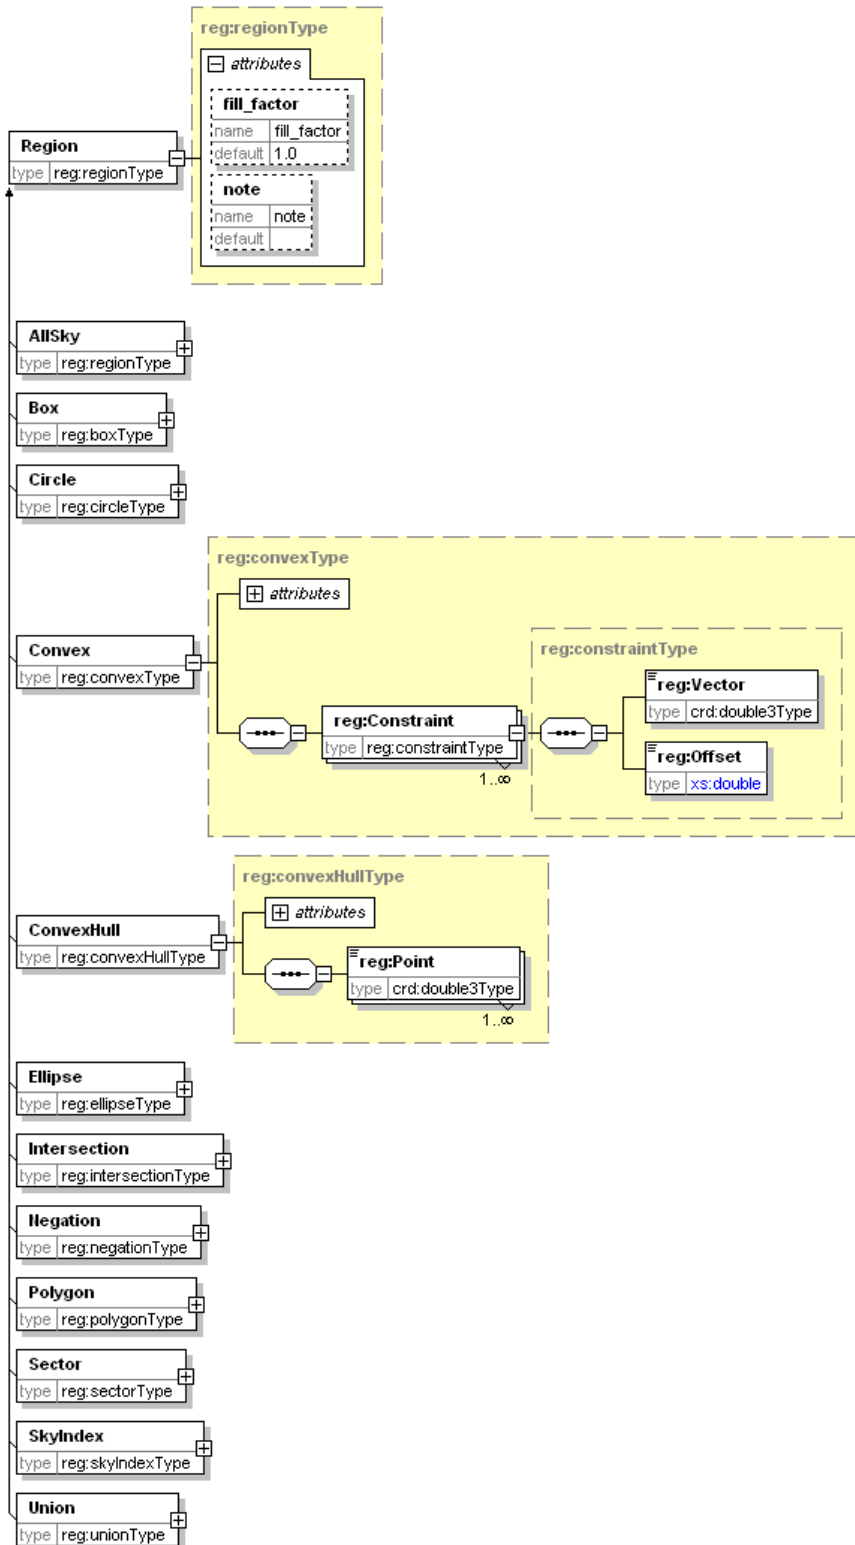 reg:regionType
attributes
fill_factor
name fill_factor
default 1.0
Region
type reg:regionType
note
name note
default
AllSky
type reg:regionType
Box
type reg:boxType
Circle
type reg:circleType
reg:convexType
attributes
Convex
type reg:convexType
reg:constraintType
reg:Vector
type crd:double3Type
reg:Constraint
type reg:constraintType
1..∞
reg:Offset
type xs:double
reg:convexHullType
attributes
ConvexHull
type reg:convexHullType
reg:Point
type crd:double3Type
1..∞
Ellipse
type reg:ellipseType
Intersection
type reg:intersectionType
Negation
type reg:negationType
Polygon
type reg:polygonType
Sector
type reg:sectorType
SkyIndex
type reg:skyIndexType
Union
type reg:unionType